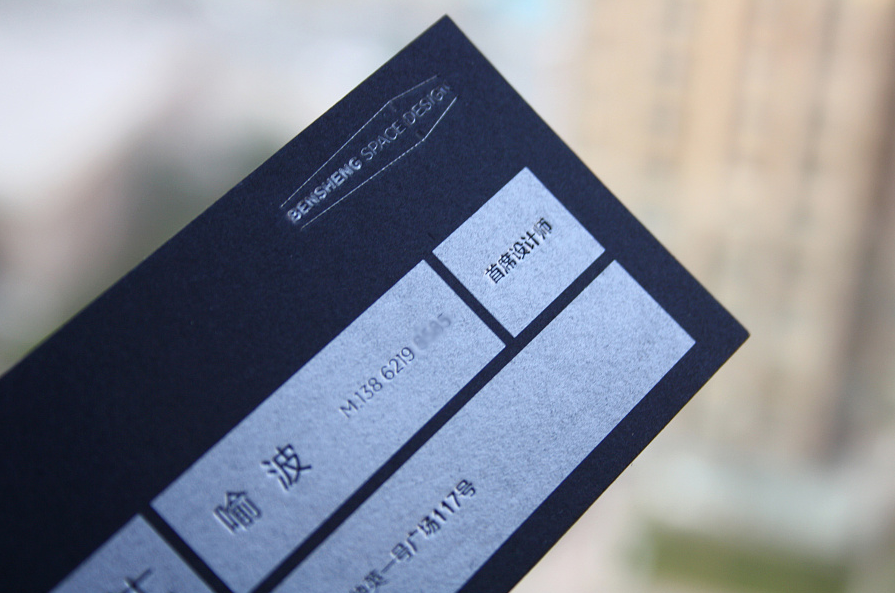 BENSHENG SPACE DESIGN
首席设计师
喻 波
M:138 6219
一号广场117号